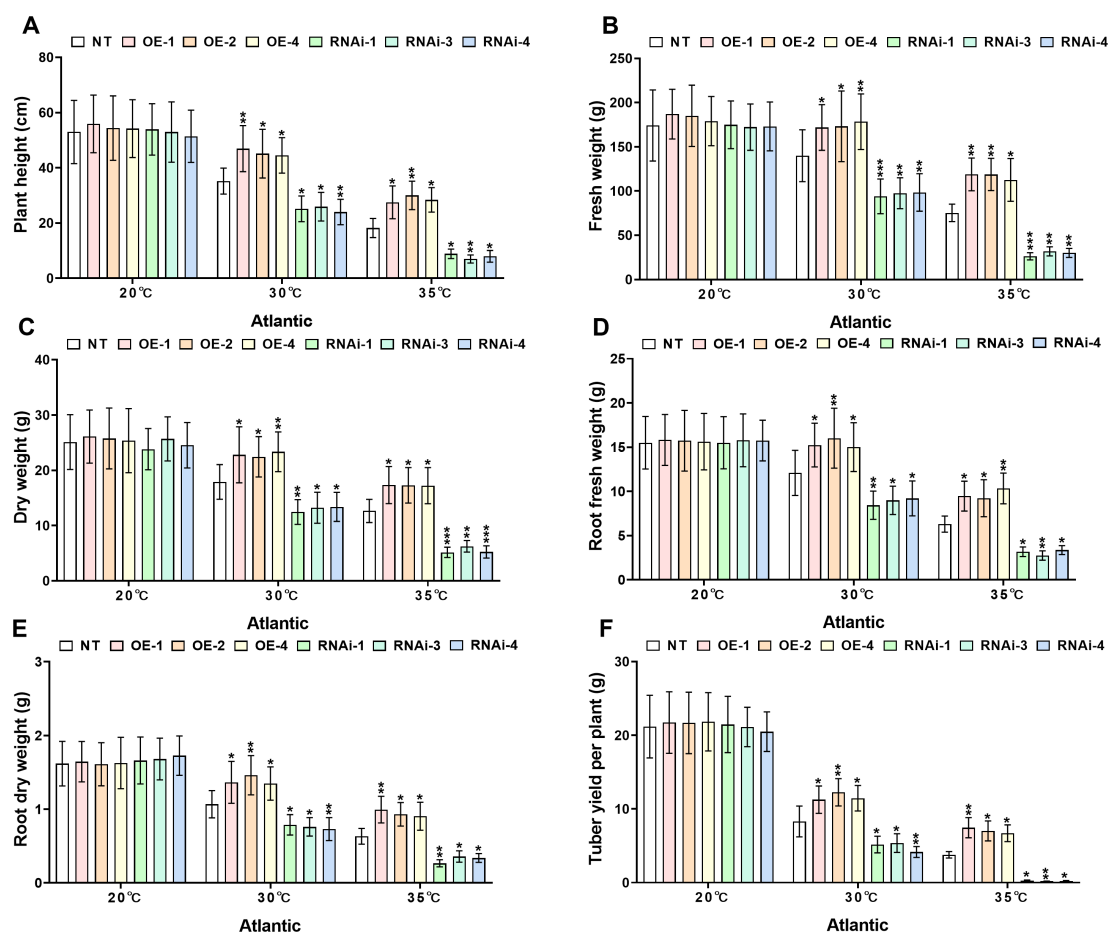 A
NT OE-1 OE-2 OE-4 RNAi-1 RNAi-3 RNAi-4
Plant height (cm)
80
60
40
20
0
** * * * * **
* ** * * ** *
20℃ 30℃ 35℃
Atlantic
B
NT OE-1 OE-2 OE-4 RNAi-1 RNAi-3 RNAi-4
Fresh weight (g)
250
200
150
100
50
0
* * ** *** ** **
** ** * *** ** **
20℃ 30℃ 35℃
Atlantic
C
NT OE-1 OE-2 OE-4 RNAi-1 RNAi-3 RNAi-4
Dry weight (g)
40
30
20
10
0
* * ** ** * *
* * * *** ** ***
20℃ 30℃ 35℃
Atlantic
D
NT OE-1 OE-2 OE-4 RNAi-1 RNAi-3 RNAi-4
Root fresh weight (g)
25
20
15
10
5
0
* ** * ** * *
* * ** * ** *
20℃ 30℃ 35℃
Atlantic
E
NT OE-1 OE-2 OE-4 RNAi-1 RNAi-3 RNAi-4
Root dry weight (g)
3
2
1
0
* ** * * * **
** * * ** * *
20℃ 30℃ 35℃
Atlantic
F
NT OE-1 OE-2 OE-4 RNAi-1 RNAi-3 RNAi-4
Tuber yield per plant (g)
30
20
10
0
* ** * * * **
** * * * ** *
20℃ 30℃ 35℃
Atlantic